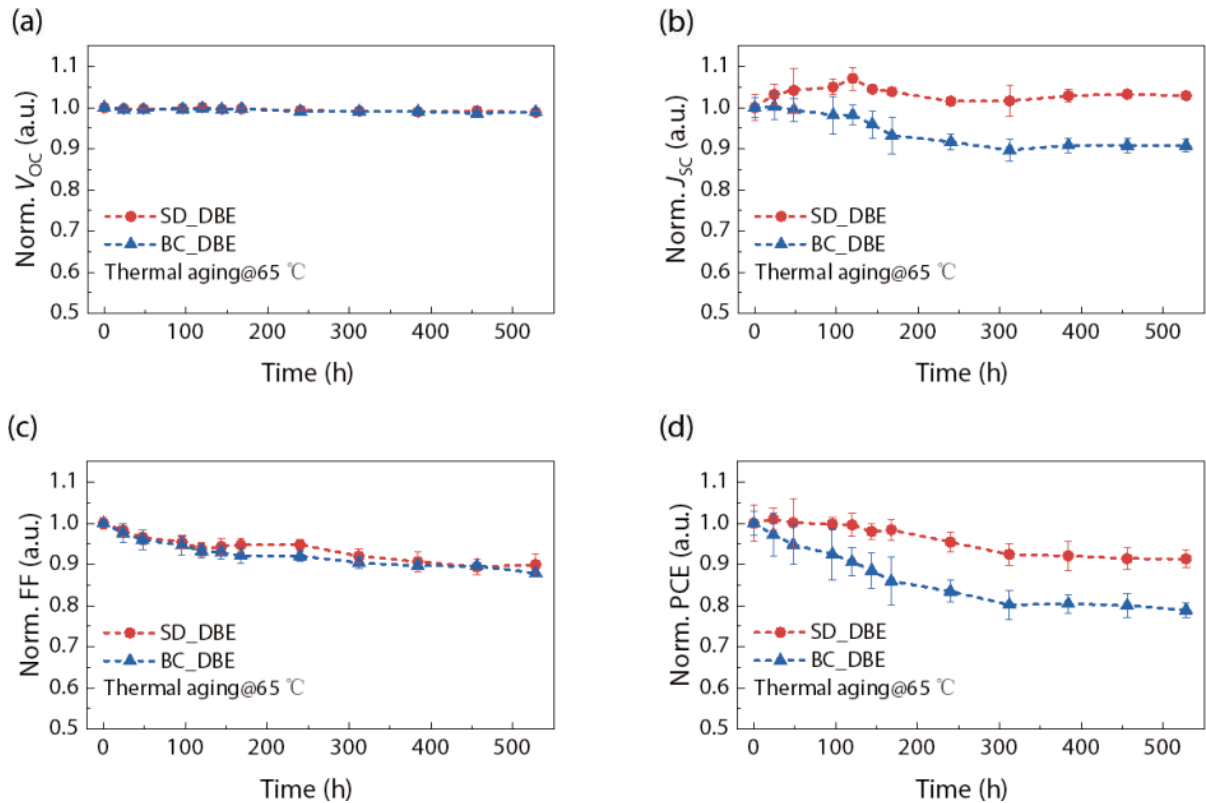 (a)
1.1
1.0
0.9
0.8
0.7
0.6
0.5
Norm. VOC (a.u.)
SD_DBE
BC_DBE
Thermal aging@65 ℃
0 100 200 300 400 500
Time (h)
(b)
1.1
1.0
0.9
0.8
0.7
0.6
0.5
Norm. JSC (a.u.)
SD_DBE
BC_DBE
Thermal aging@65 ℃
0 100 200 300 400 500
Time (h)
(c)
1.1
1.0
0.9
0.8
0.7
0.6
0.5
Norm. FF (a.u.)
SD_DBE
BC_DBE
Thermal aging@65 ℃
0 100 200 300 400 500
Time (h)
(d)
1.1
1.0
0.9
0.8
0.7
0.6
0.5
Norm. PCE (a.u.)
SD_DBE
BC_DBE
Thermal aging@65 ℃
0 100 200 300 400 500
Time (h)